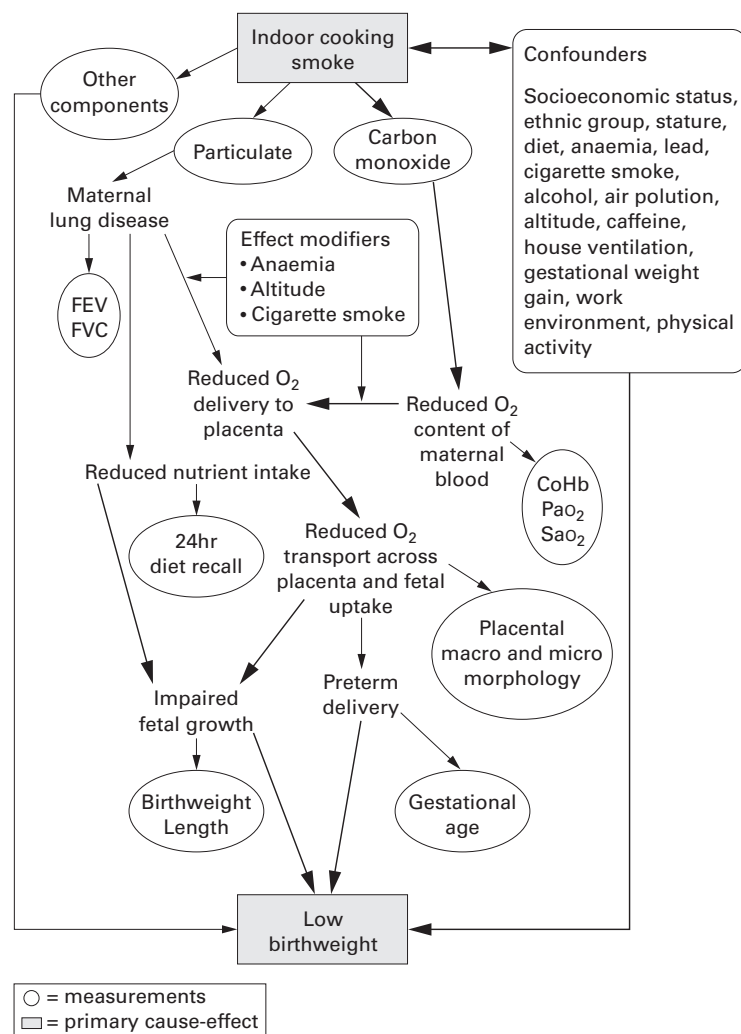 Indoor cooking
smoke
Confounders
Socioeconomic status,
ethnic group, stature,
diet, anaemia, lead,
cigarette smoke,
alcohol, air polution,
altitude, caffeine,
house ventilation,
gestational weight
gain, work
environment, physical
activity
Other
components
Particulate
Carbon
monoxide
Maternal
lung disease
Effect modifiers
• Anaemia
• Altitude
• Cigarette smoke
FEV
FVC
Reduced O₂
delivery to
placenta
Reduced O₂
content of
maternal
blood
Reduced nutrient intake
CoHb
PaO₂
SaO₂
24hr
diet recall
Reduced O₂
transport across
placenta and fetal
uptake
Placental
macro and micro
morphology
Impaired
fetal growth
Preterm
delivery
Birthweight
Length
Gestational
age
Low
birthweight
= measurements
= primary cause-effect